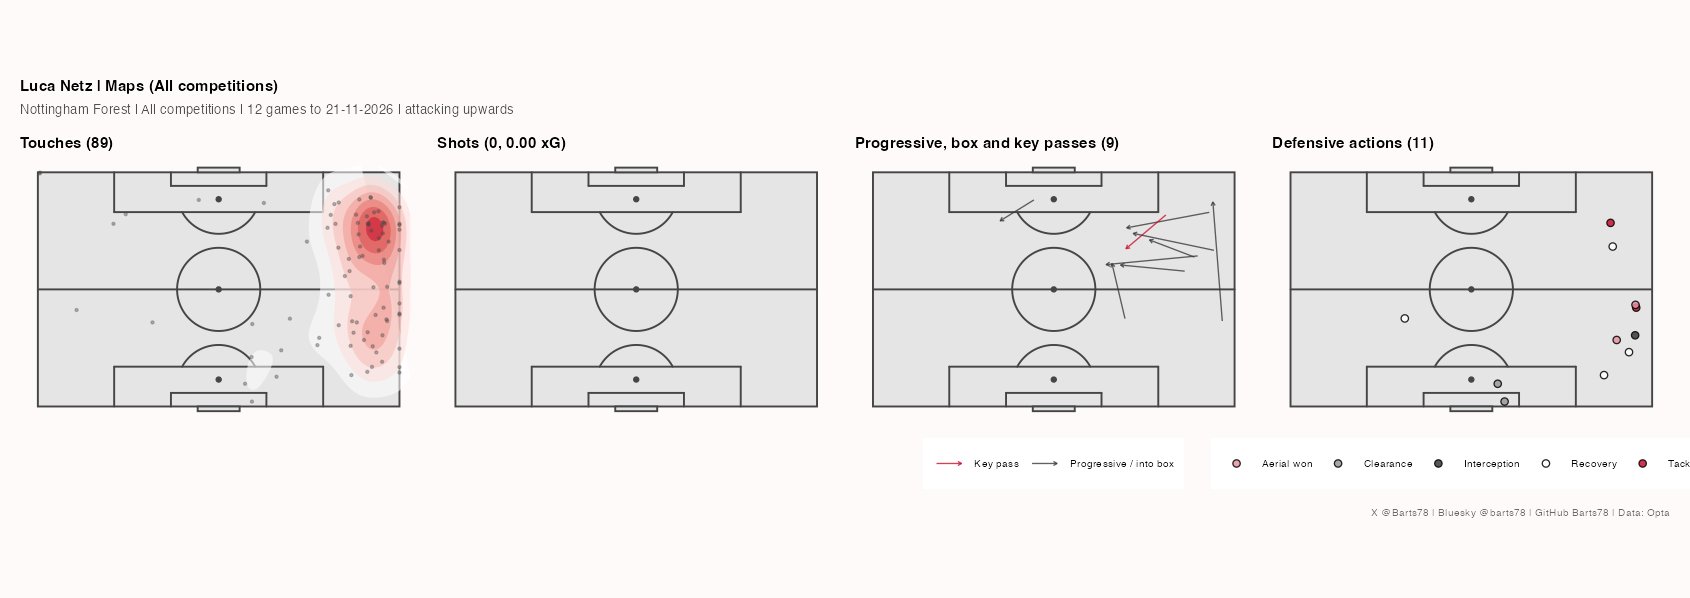 Luca Netz | Maps (All competitions)
Nottingham Forest | All competitions | 12 games to 21-11-2026 | attacking upwards
Touches (89)
Shots (0, 0.00 xG)
Progressive, box and key passes (9)
Defensive actions (11)
Key pass
Progressive / into box
Aerial won
Clearance
Interception
Recovery
Tack
X @Barts78 | Bluesky @barts78 | GitHub Barts78 | Data: Opta